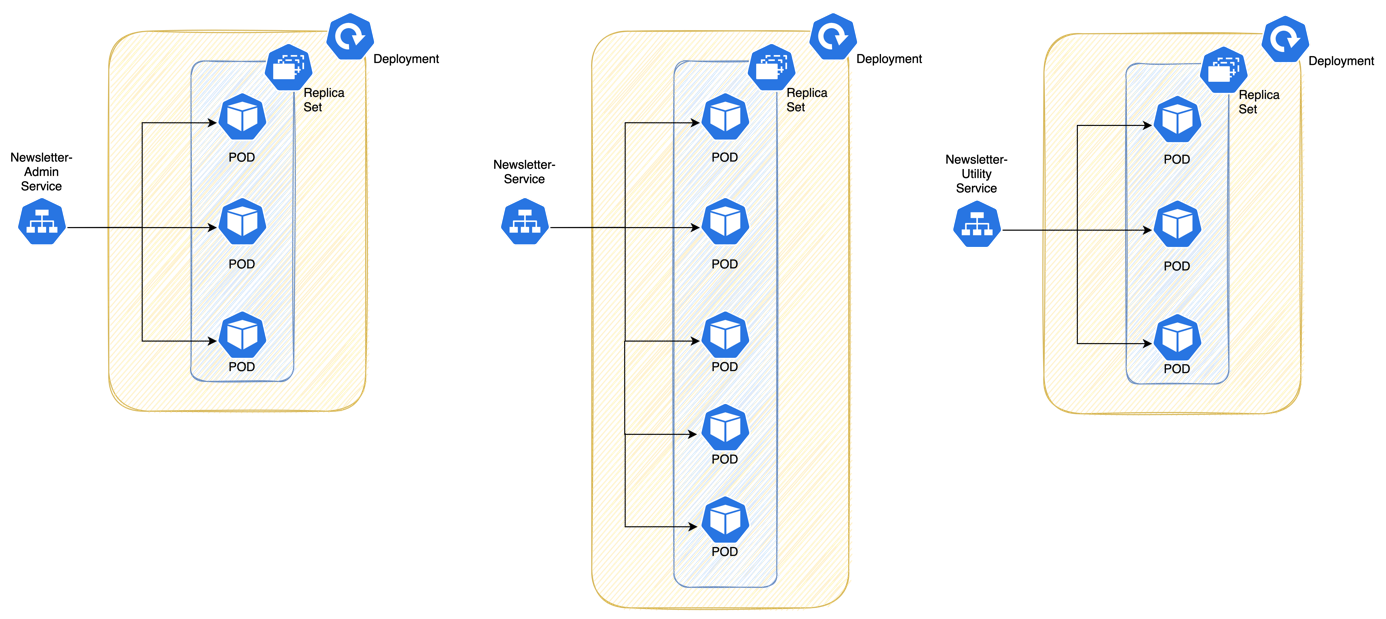 Deployment
Replica
Set
POD
Newsletter-
Admin
Service
POD
POD
Deployment
Replica
Set
POD
Newsletter-
Service
POD
POD
POD
POD
Deployment
Replica
Set
POD
Newsletter-
Utility
Service
POD
POD